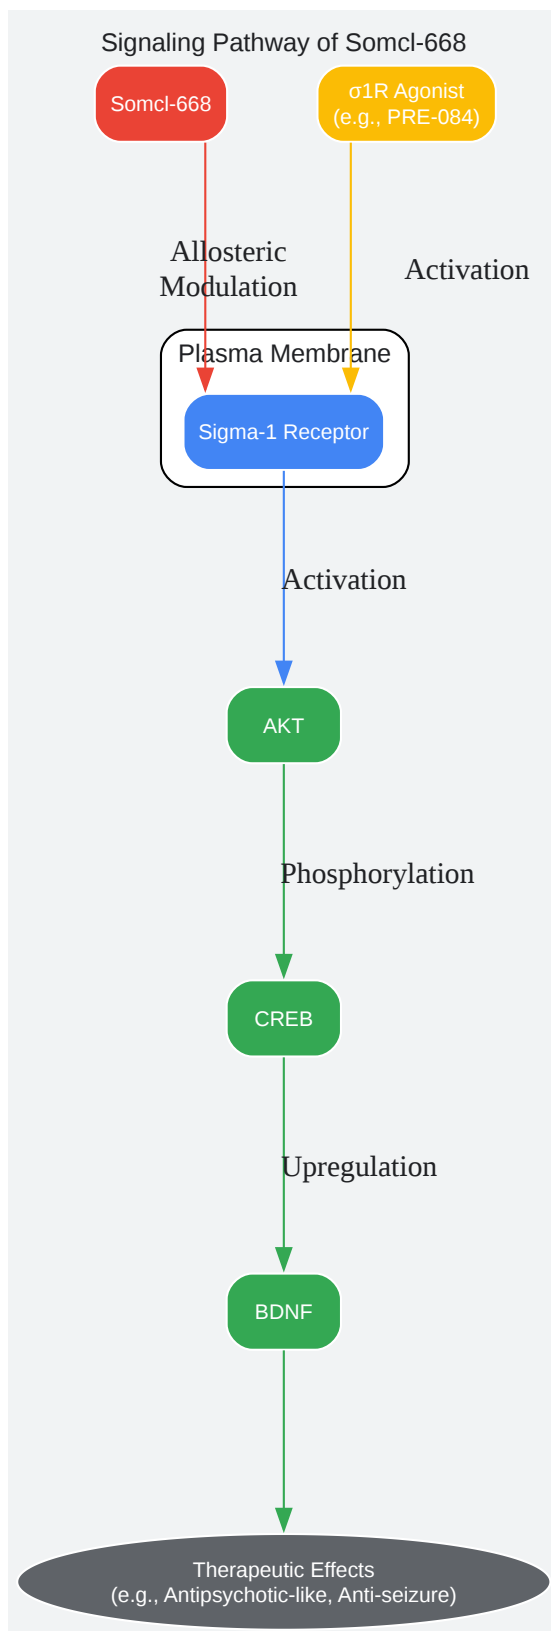 Signaling Pathway of Somcl-668
Somcl-668
σ1R Agonist
(e.g., PRE-084)
Allosteric
Modulation
Activation
Plasma Membrane
Sigma-1 Receptor
Activation
AKT
Phosphorylation
CREB
Upregulation
BDNF
Therapeutic Effects
(e.g., Antipsychotic-like, Anti-seizure)